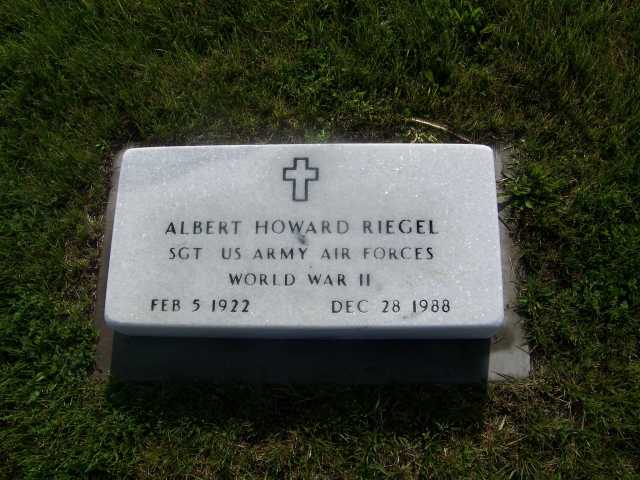 ALBERT HOWARD RIEGEL
SGT US ARMY AIR FORCES
WORLD WAR II
FEB 5 1922 DEC 28 1988